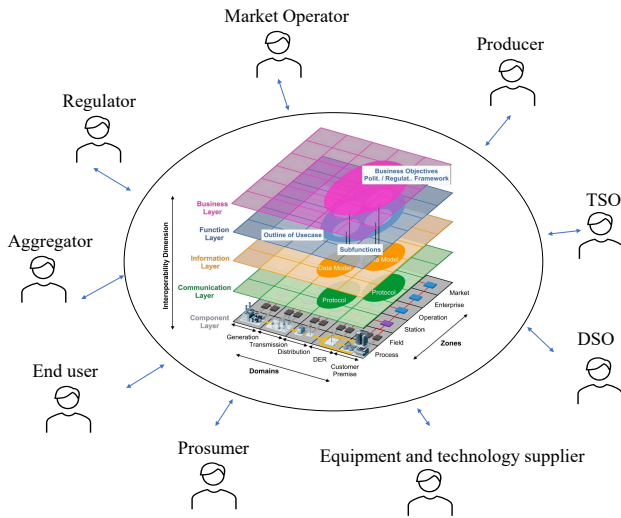 Market Operator
Producer
Regulator
TSO
Aggregator
DSO
End user
Prosumer
Equipment and technology supplier
Business Objectives
Polit. / Regulat.. Framework
Business
Layer
Function
Layer
Outline of Usecase
Subfunctions
Information
Layer
Data Model
Model
Communication
Layer
Protocol
Protocol
Component
Layer
Interoperability Dimension
Generation
Transmission
Distribution
DER
Customer
Premise
Domains
Market
Enterprise
Operation
Station
Field
Process
Zones